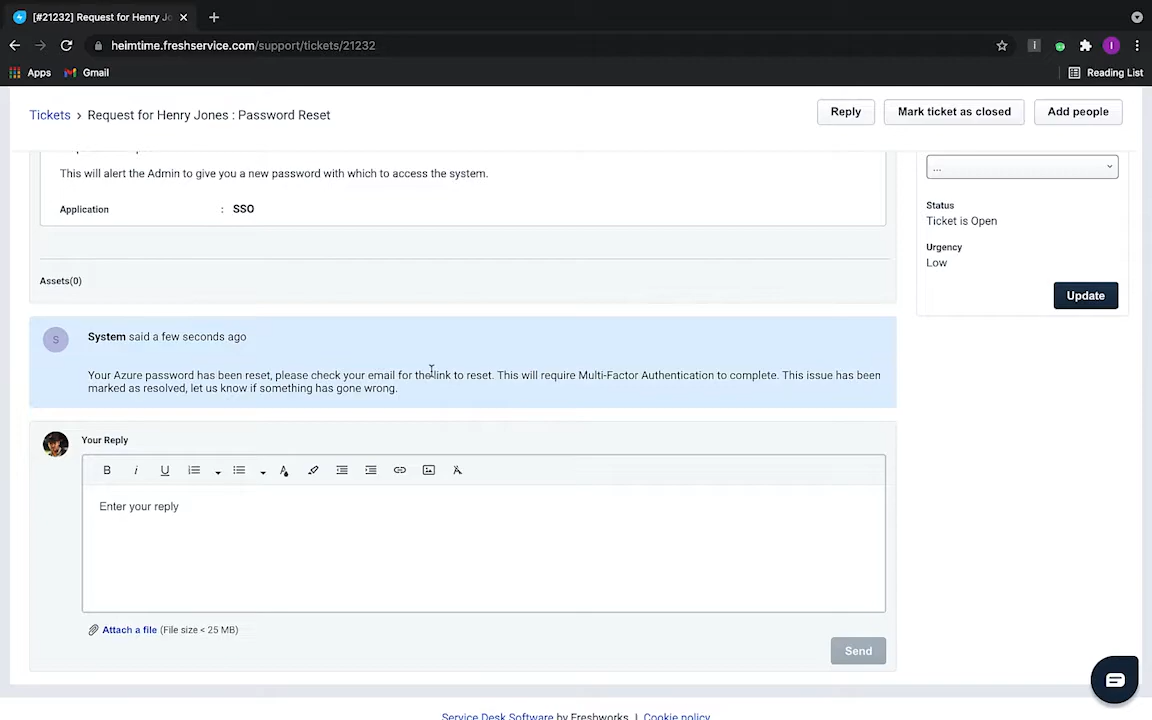 [#21232] Request for Henry Jo
heimtime.freshservice.com/support/tickets/21232
Apps
Gmail
Reading List
Tickets › Request for Henry Jones : Password Reset
Reply
Mark ticket as closed
Add people
This will alert the Admin to give you a new password with which to access the system.
Application : SSO
Assets(0)
...
Status
Ticket is Open
Urgency
Low
Update
S
System said a few seconds ago
Your Azure password has been reset, please check your email for the link to reset. This will require Multi-Factor Authentication to complete. This issue has been
marked as resolved, let us know if something has gone wrong.
Your Reply
B i U
Enter your reply
Attach a file (File size < 25 MB)
Send
Service Desk Software by Freshworks | Cookie policy